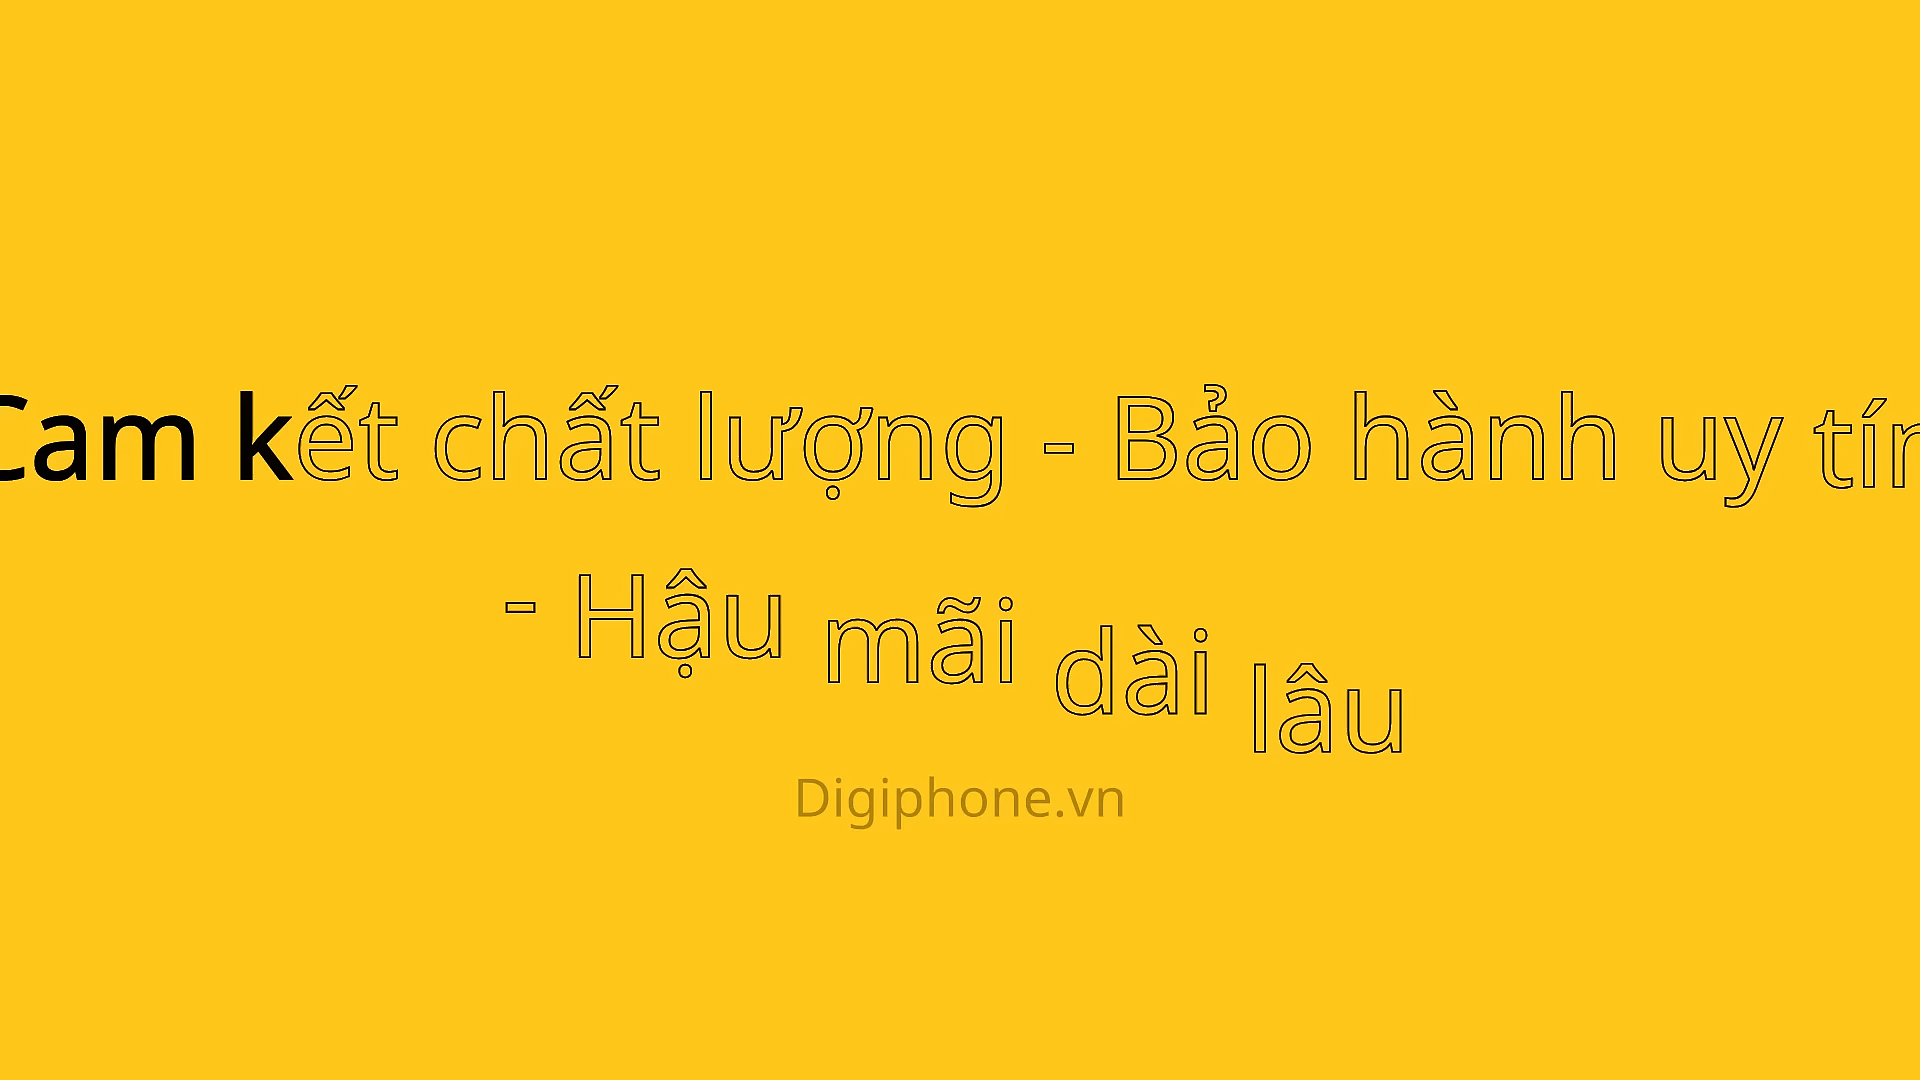 Cam kết chất lượng - Bảo hành uy tín
- Hậu mãi dài lâu
Digiphone.vn